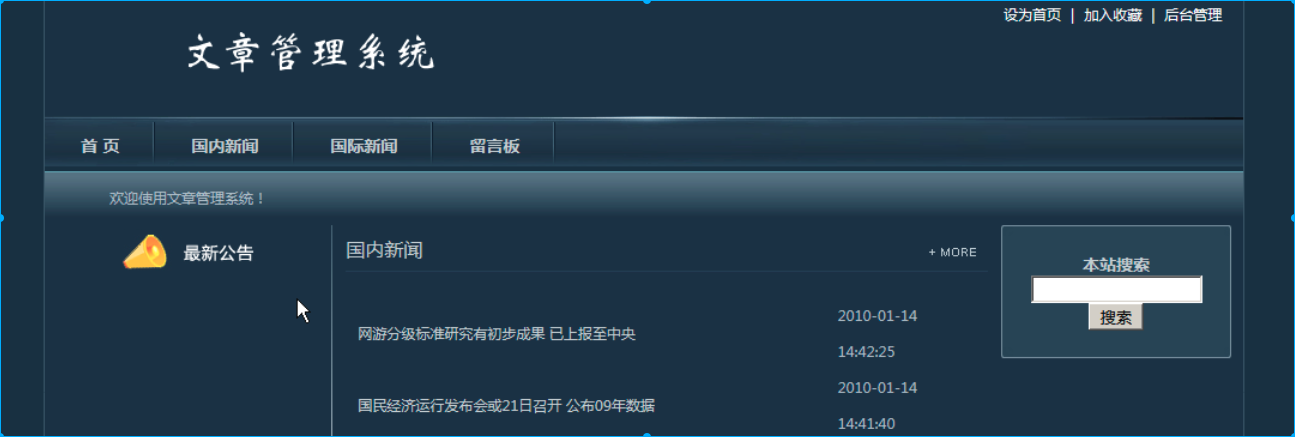 设为首页 | 加入收藏 | 后台管理
文章管理系统
首 页 国内新闻 国际新闻 留言板
欢迎使用文章管理系统！
最新公告
国内新闻
+ MORE
网游分级标准研究有初步成果 已上报至中央
2010-01-14
14:42:25
国民经济运行发布会或21日召开 公布09年数据
2010-01-14
14:41:40
本站搜索
搜索